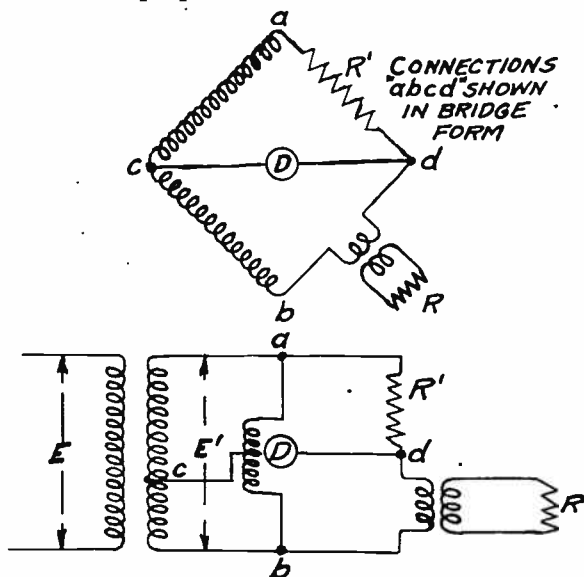 a
R'
CONNECTIONS
"abcd" SHOWN
IN BRIDGE
FORM
c
D
d
R
b
a
R'
E
E'
D
d
c
R
b